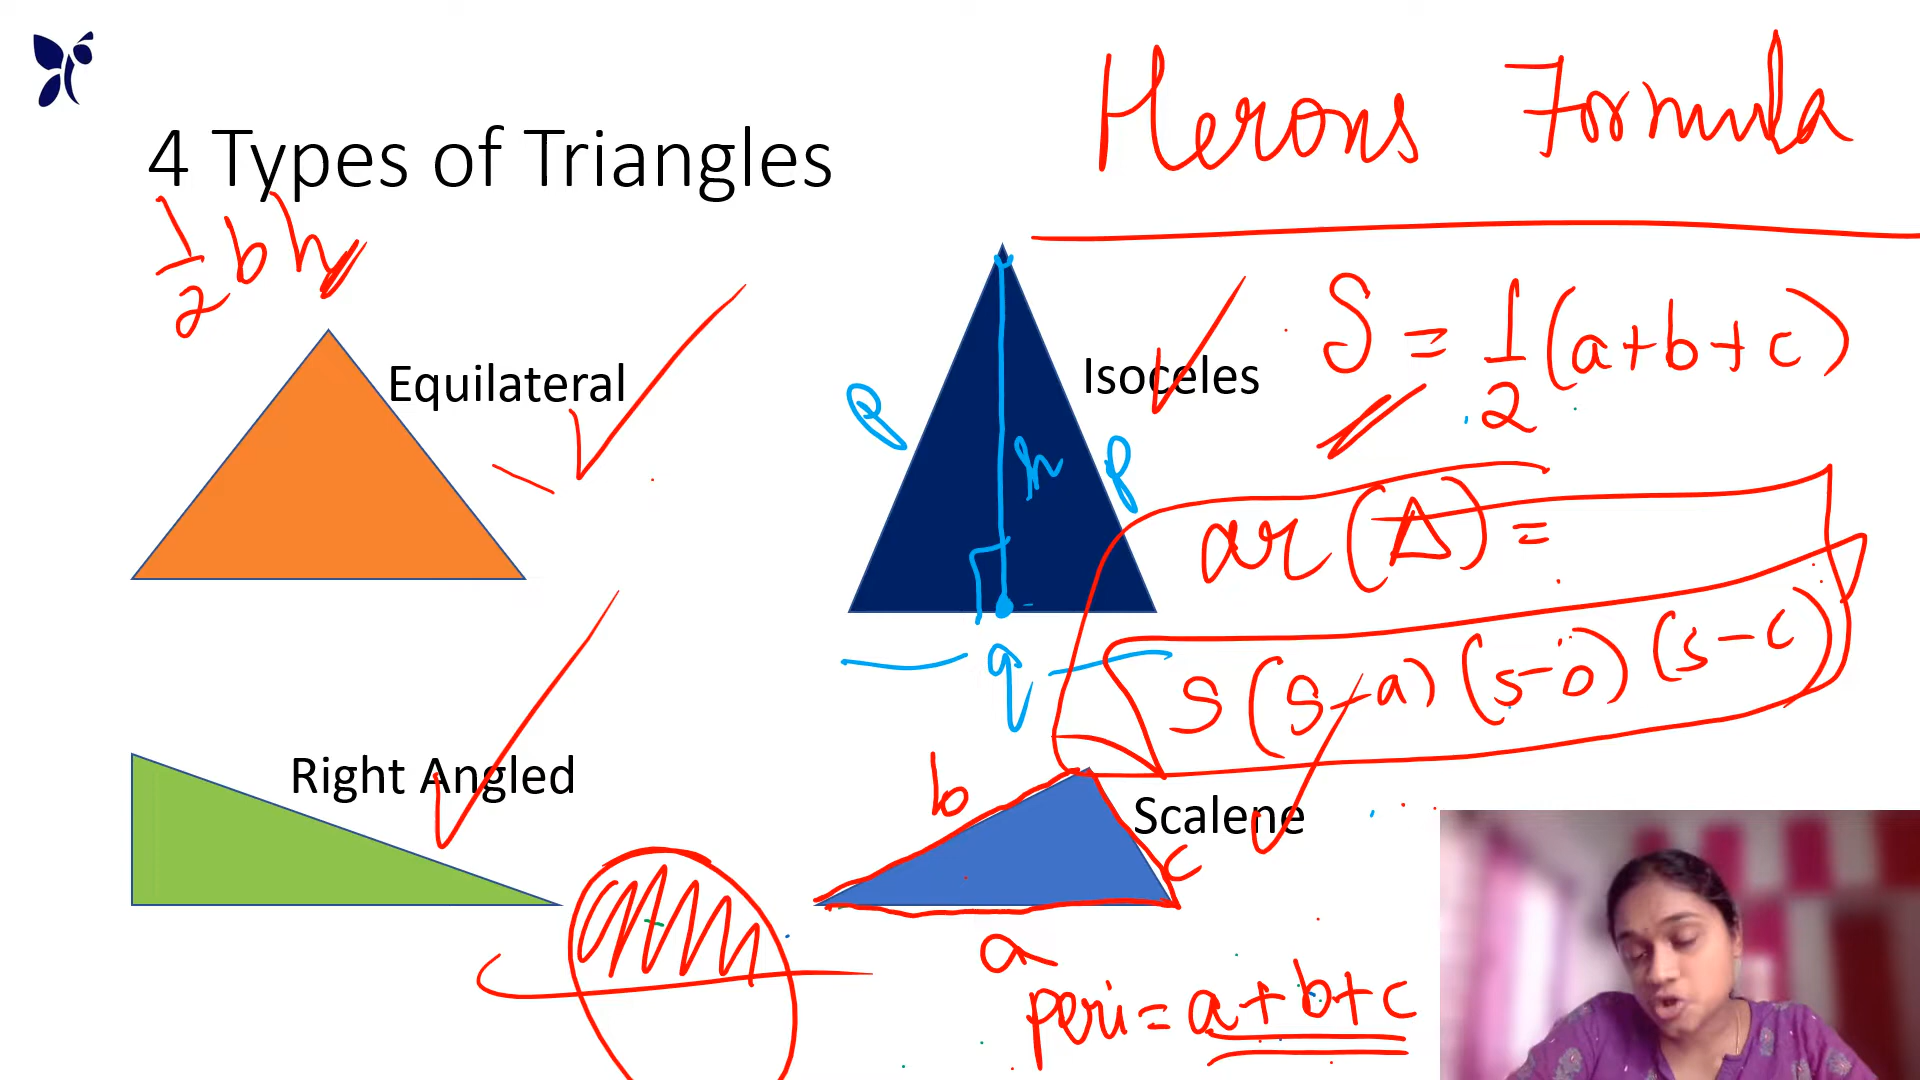 Herons Formula
4 Types of Triangles
1/2 bh
Equilateral
Isoceles
S = 1/2 (a+b+c)
p
h
p
q
ar (Δ) =
√s(s-a)(s-b)(s-c)
Right Angled
Scalene
b
c
a
peri = a+b+c